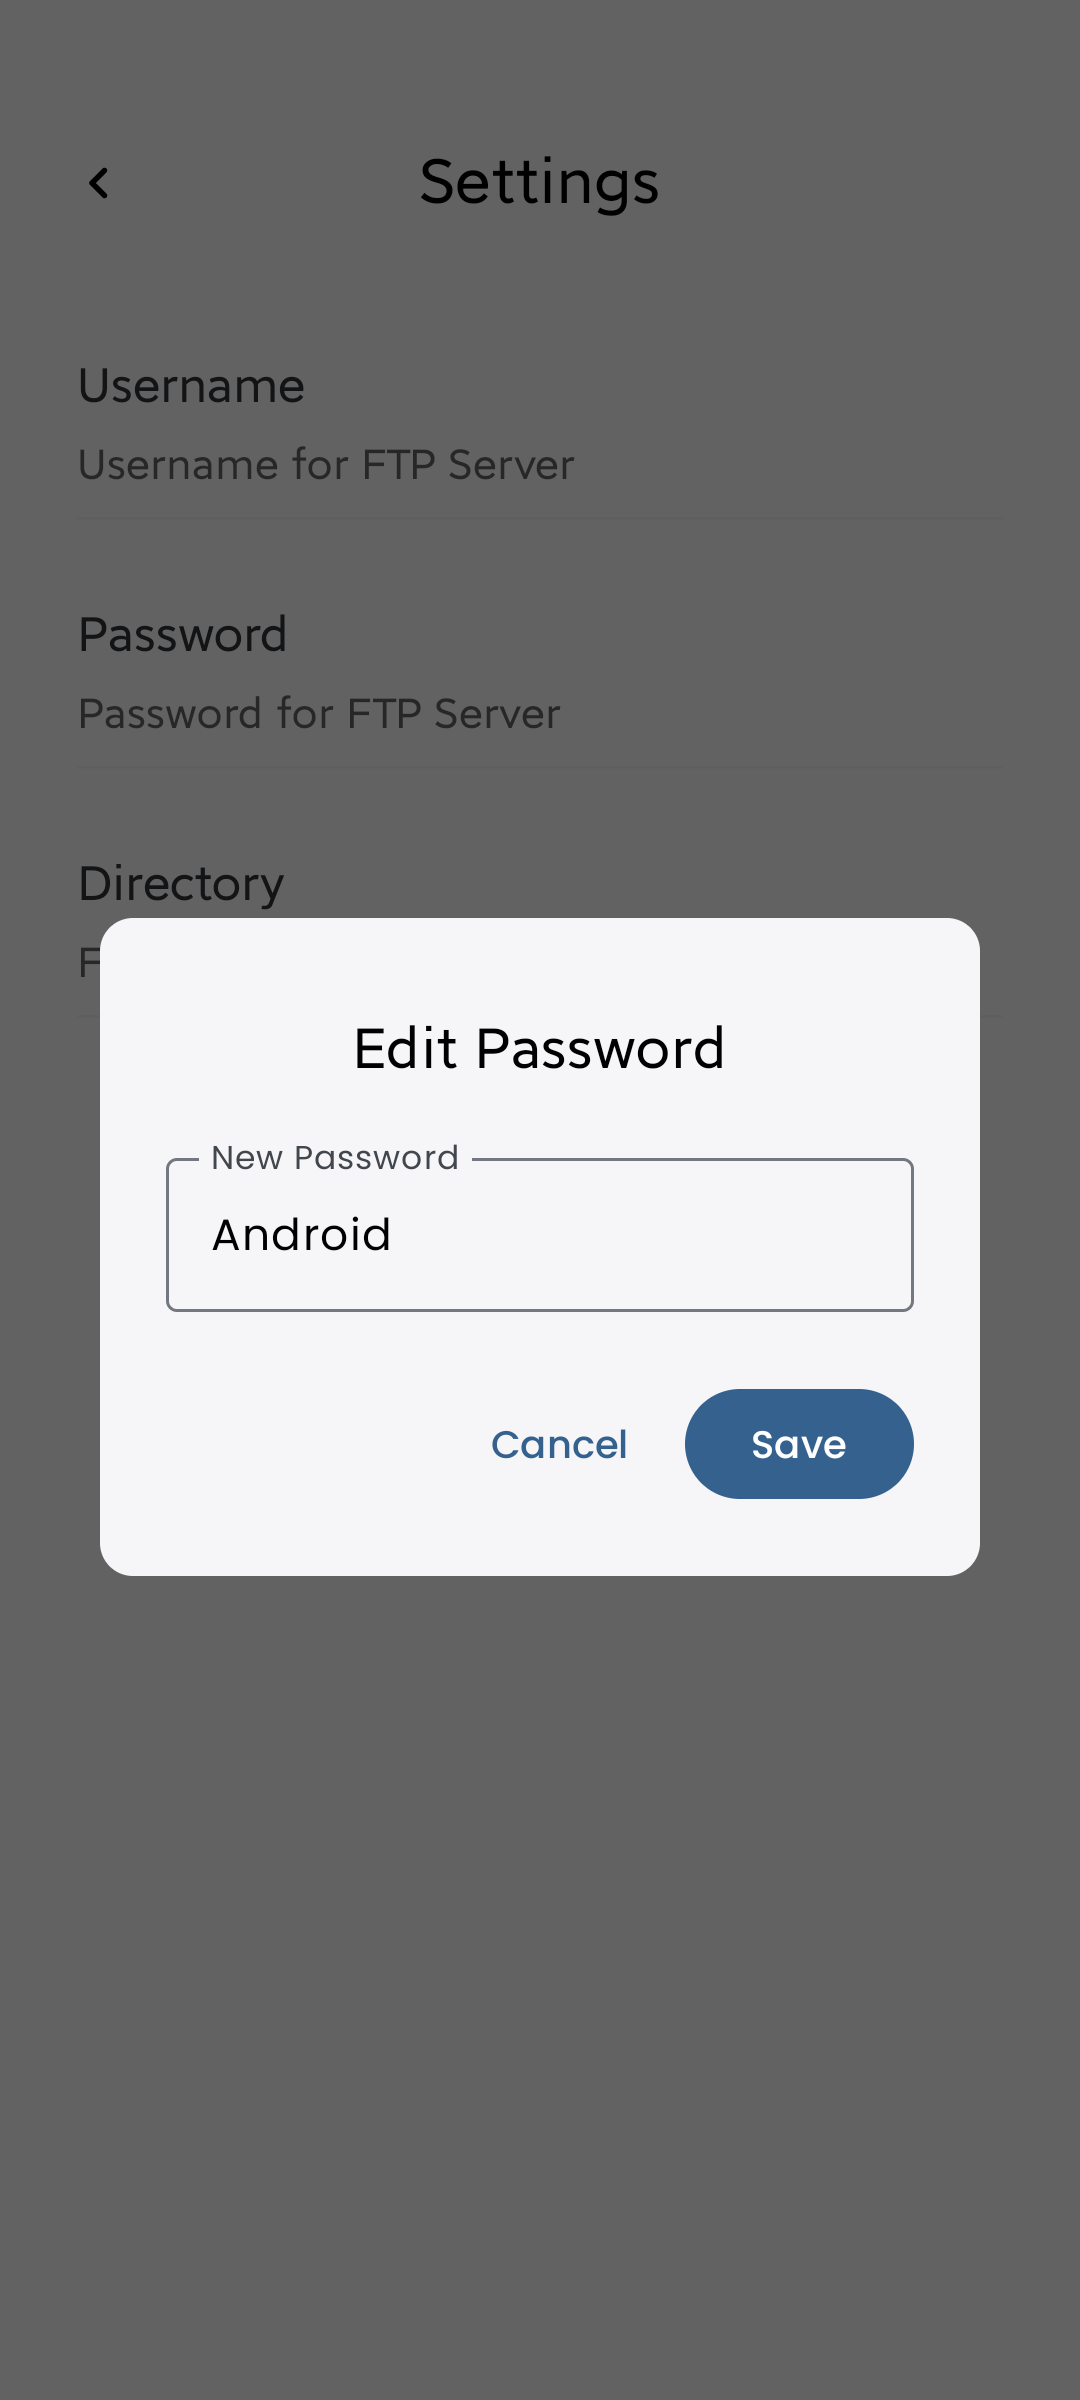 Settings
Username
Username for FTP Server
Password
Password for FTP Server
Directory
F
Edit Password
New Password
Android
Cancel
Save